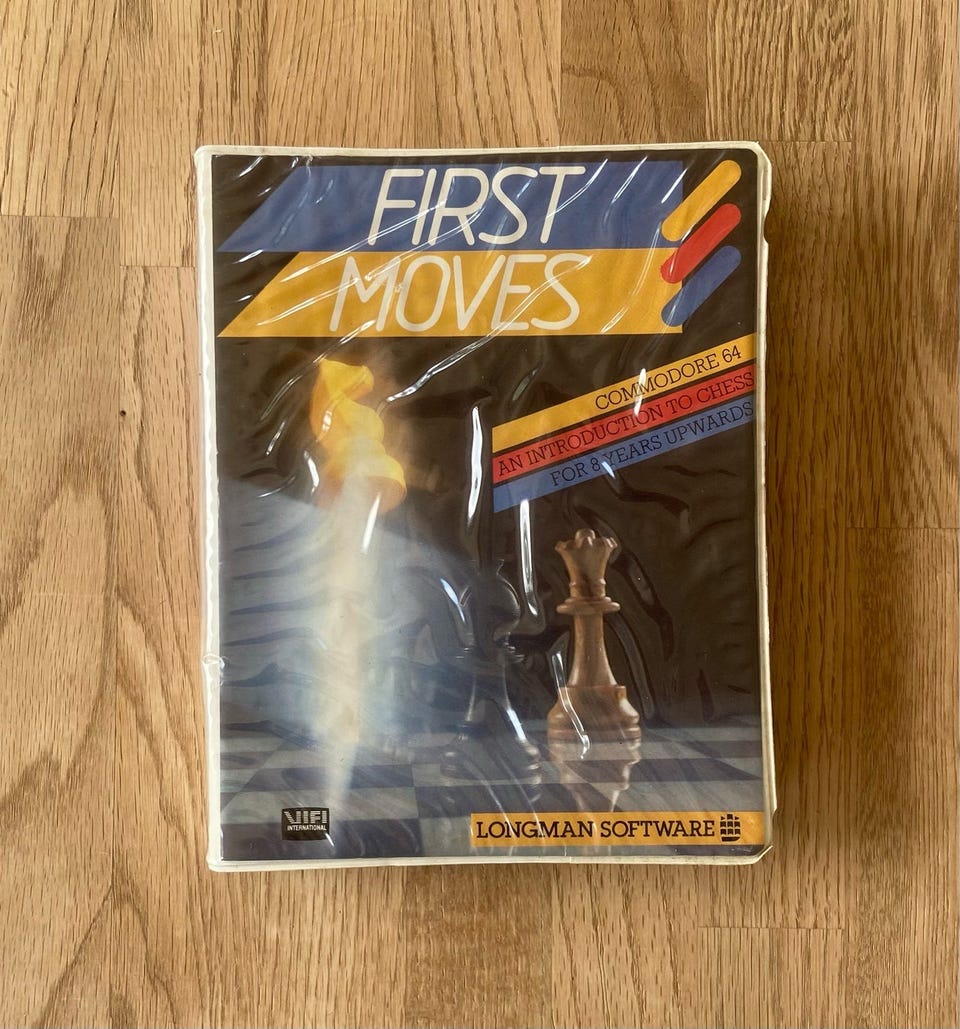 FIRST
MOVES
COMMODORE 64
AN INTRODUCTION TO CHESS
FOR 8 YEARS UPWARDS
VIFI
INTERNATIONAL
LONGMAN SOFTWARE